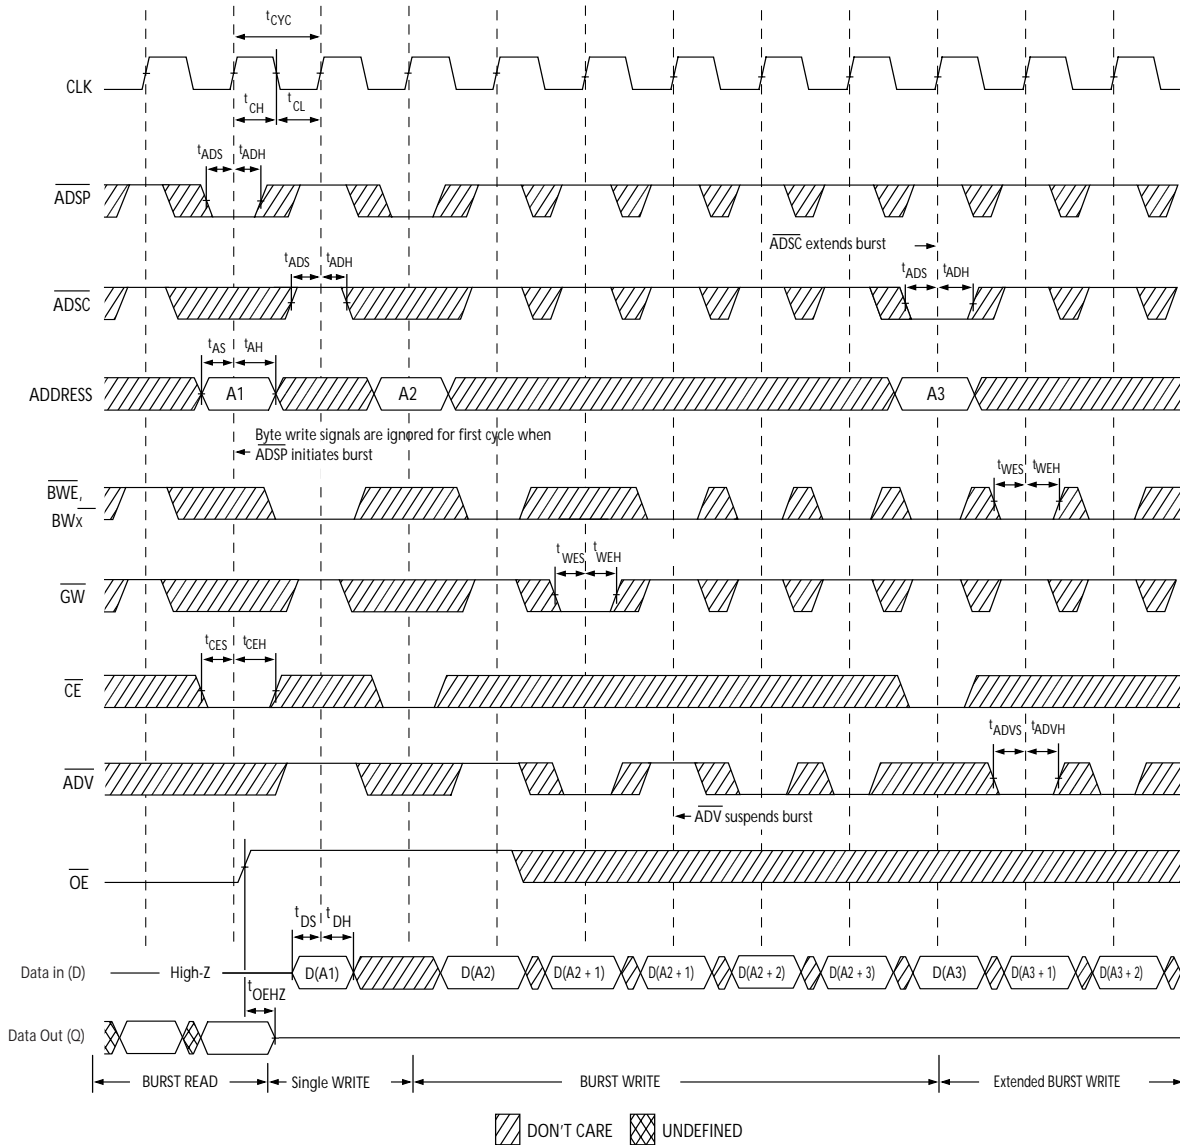 tCYC
CLK
tCH
tCL
tADS
tADH
ADSP
ADSC extends burst
tADS
tADH
tADS
tADH
ADSC
tAS
tAH
ADDRESS
A1
A2
A3
Byte write signals are ignored for first cycle when
ADSP initiates burst
tWES
tWEH
BWE,
BWx
tWES
tWEH
GW
tCES
tCEH
CE
tADVS
tADVH
ADV
ADV suspends burst
OE
tDS
tDH
Data in (D)
High-Z
D(A1)
D(A2)
D(A2 + 1)
D(A2 + 1)
D(A2 + 2)
D(A2 + 3)
D(A3)
D(A3 + 1)
D(A3 + 2)
tOEHZ
Data Out (Q)
BURST READ
Single WRITE
BURST WRITE
Extended BURST WRITE
DON'T CARE
UNDEFINED